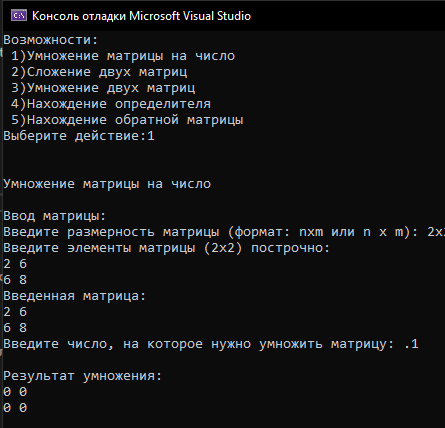 Консоль отладки Microsoft Visual Studio
Возможности:
1)Умножение матрицы на число
2)Сложение двух матриц
3)Умножение двух матриц
4)Нахождение определителя
5)Нахождение обратной матрицы
Выберите действие:1
Умножение матрицы на число
Ввод матрицы:
Введите размерность матрицы (формат: nxm или n x m): 2x
Введите элементы матрицы (2x2) построчно:
2 6
6 8
Введенная матрица:
2 6
6 8
Введите число, на которое нужно умножить матрицу: .1
Результат умножения:
0 0
0 0